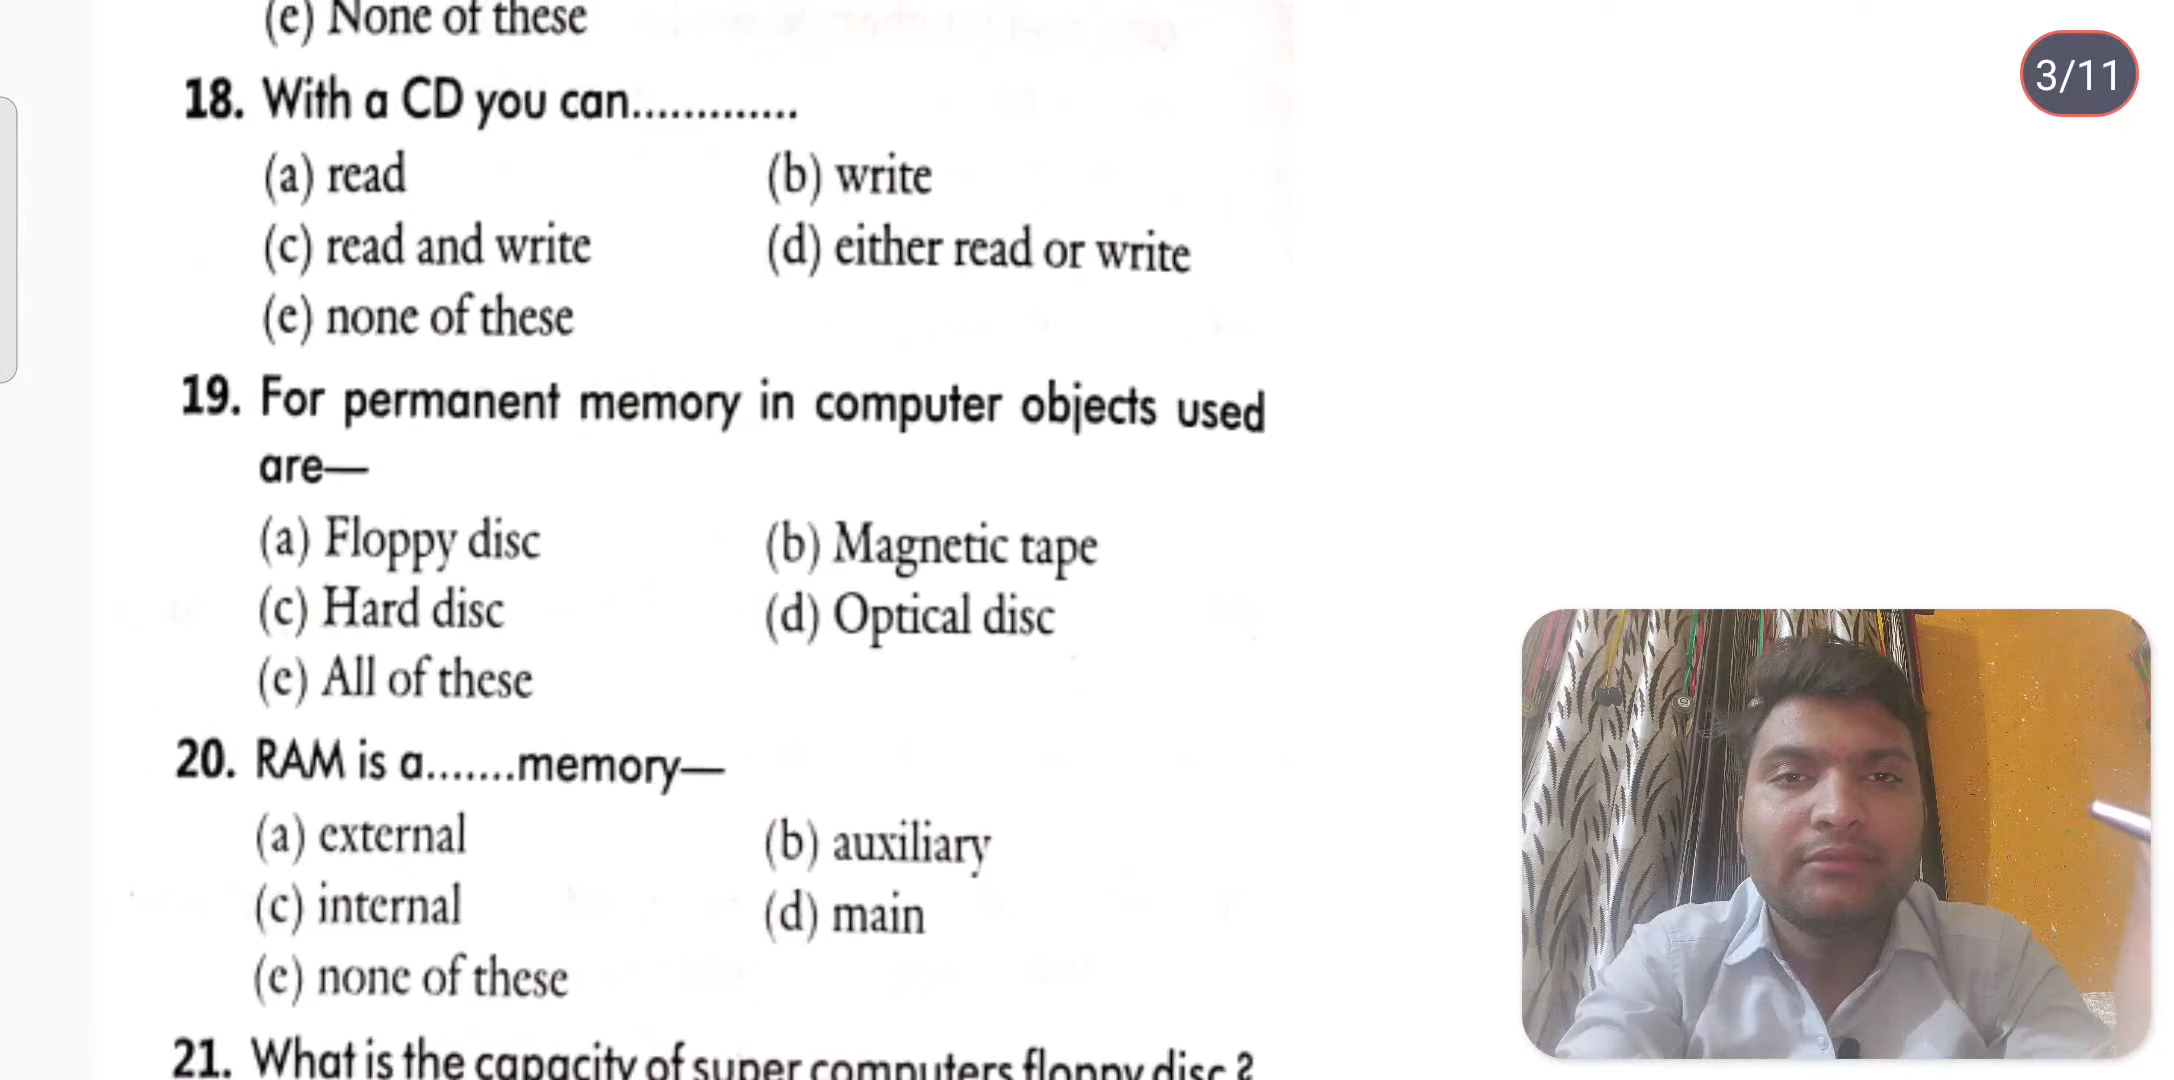 (e) None of these
3/11
18. With a CD you can.............
(a) read (b) write
(c) read and write (d) either read or write
(e) none of these
19. For permanent memory in computer objects used
are—
(a) Floppy disc (b) Magnetic tape
(c) Hard disc (d) Optical disc
(e) All of these
20. RAM is a.......memory—
(a) external (b) auxiliary
(c) internal (d) main
(e) none of these
21. What is the capacity of super computers floppy disc ?